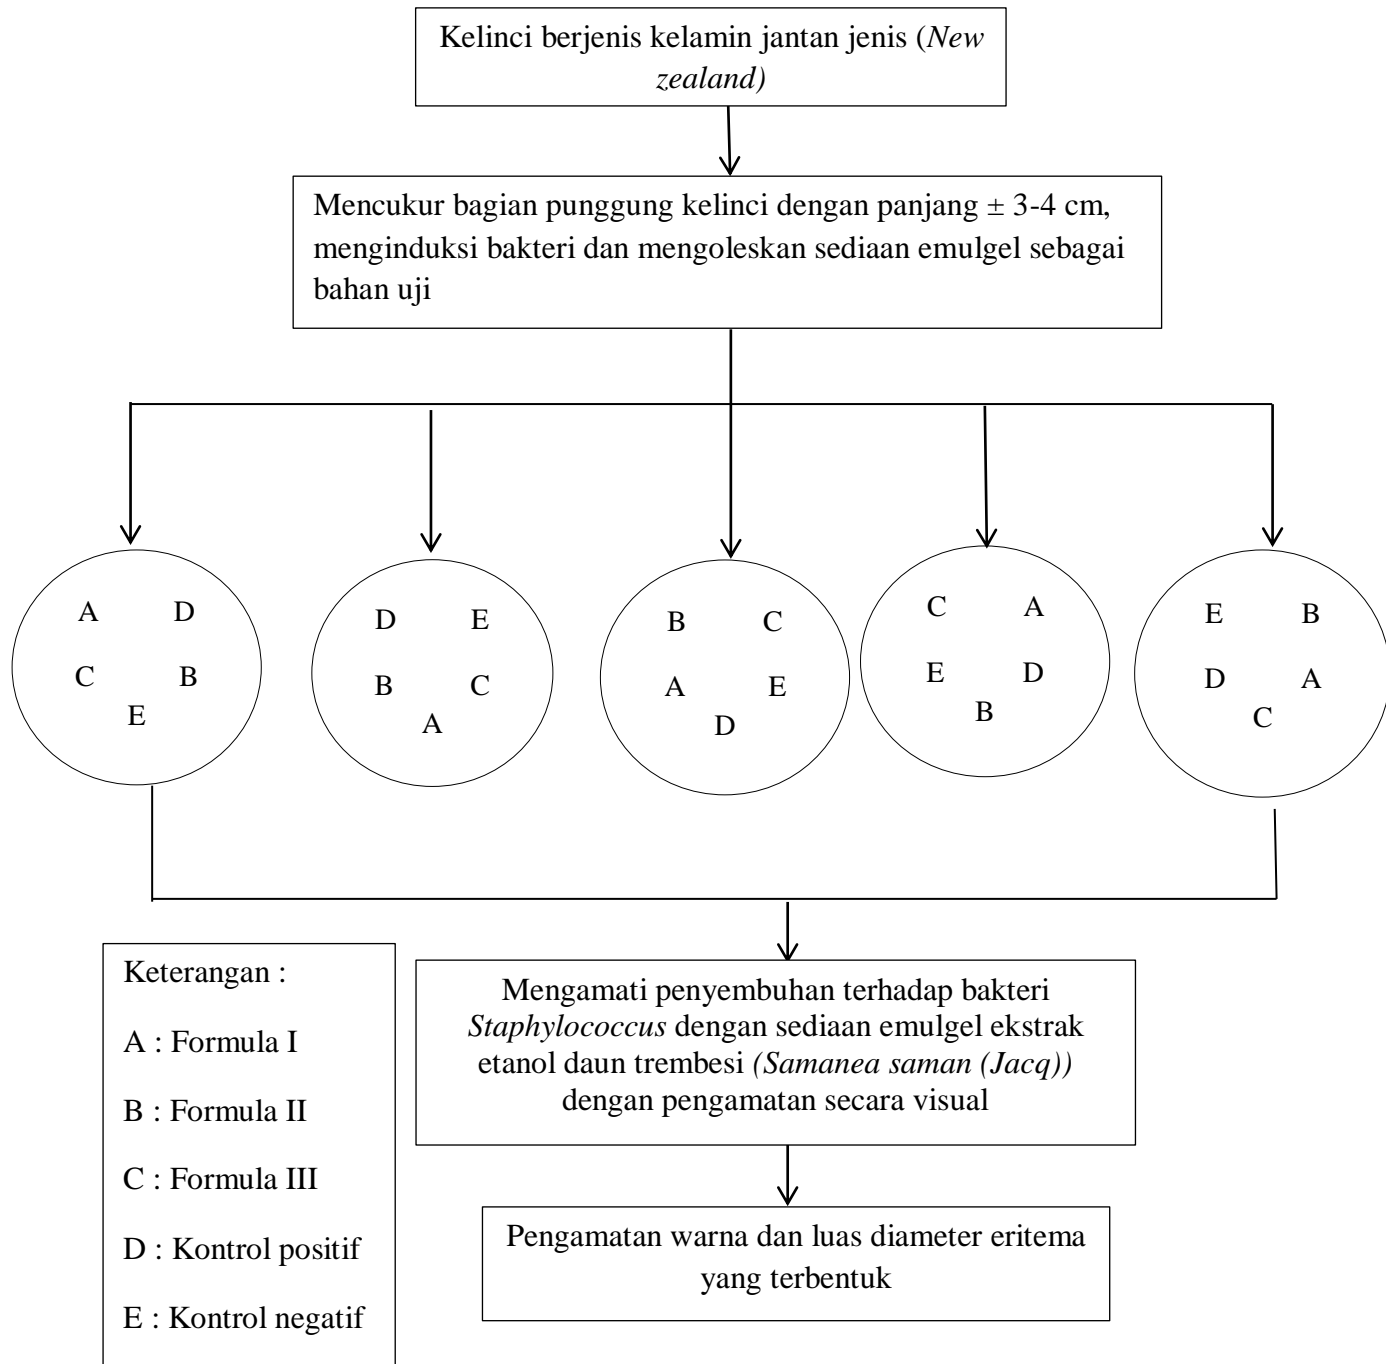 Kelinci berjenis kelamin jantan jenis (New
zealand)
Mencukur bagian punggung kelinci dengan panjang ± 3-4 cm,
menginduksi bakteri dan mengoleskan sediaan emulgel sebagai
bahan uji
A D
C B
E
D E
B C
A
B C
A E
D
C A
E D
B
E B
D A
C
Keterangan :
A : Formula I
B : Formula II
C : Formula III
D : Kontrol positif
E : Kontrol negatif
Mengamati penyembuhan terhadap bakteri
Staphylococcus dengan sediaan emulgel ekstrak
etanol daun trembesi (Samanea saman (Jacq))
dengan pengamatan secara visual
Pengamatan warna dan luas diameter eritema
yang terbentuk